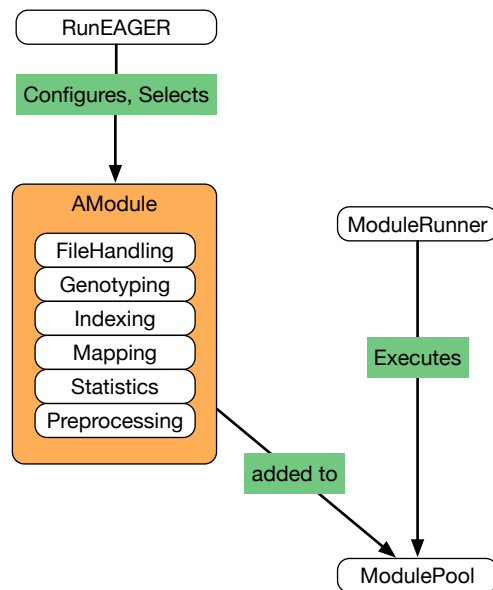 RunEAGER
Configures, Selects
AModule
FileHandling
Genotyping
Indexing
Mapping
Statistics
Preprocessing
ModuleRunner
Executes
added to
ModulePool